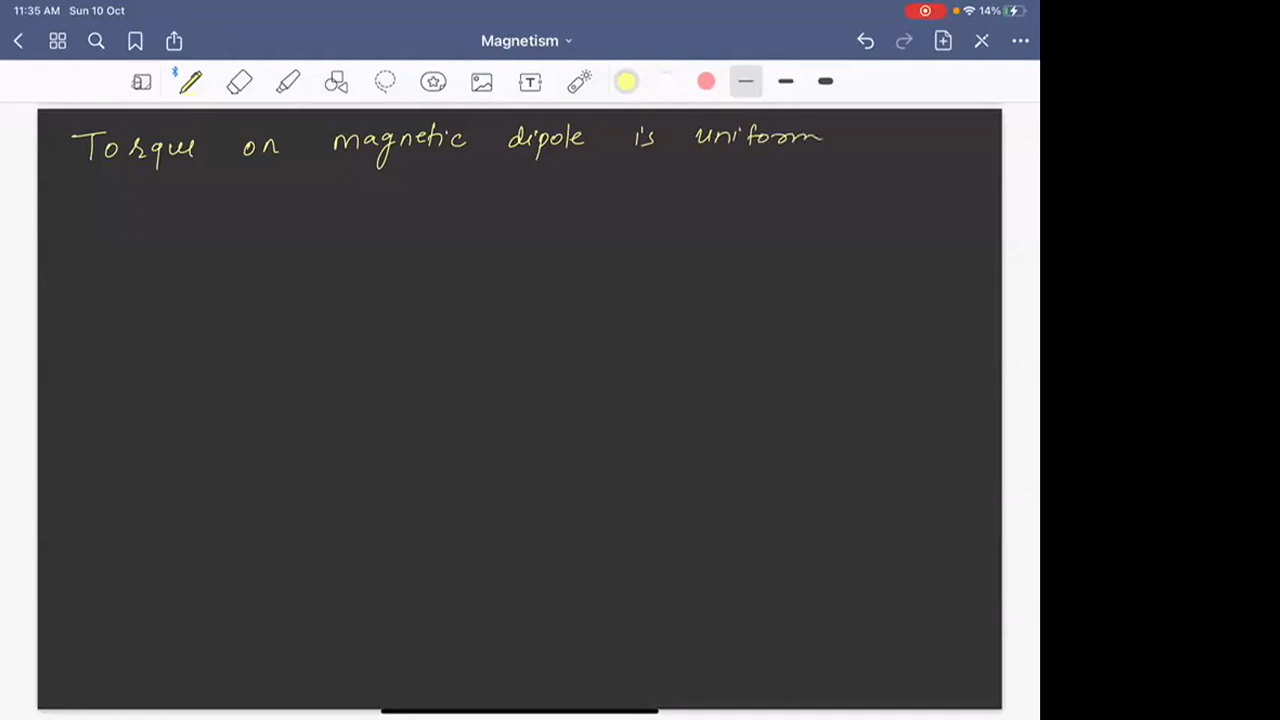 11:35 AM Sun 10 Oct
14%
Magnetism
T
Torque on magnetic dipole is uniform